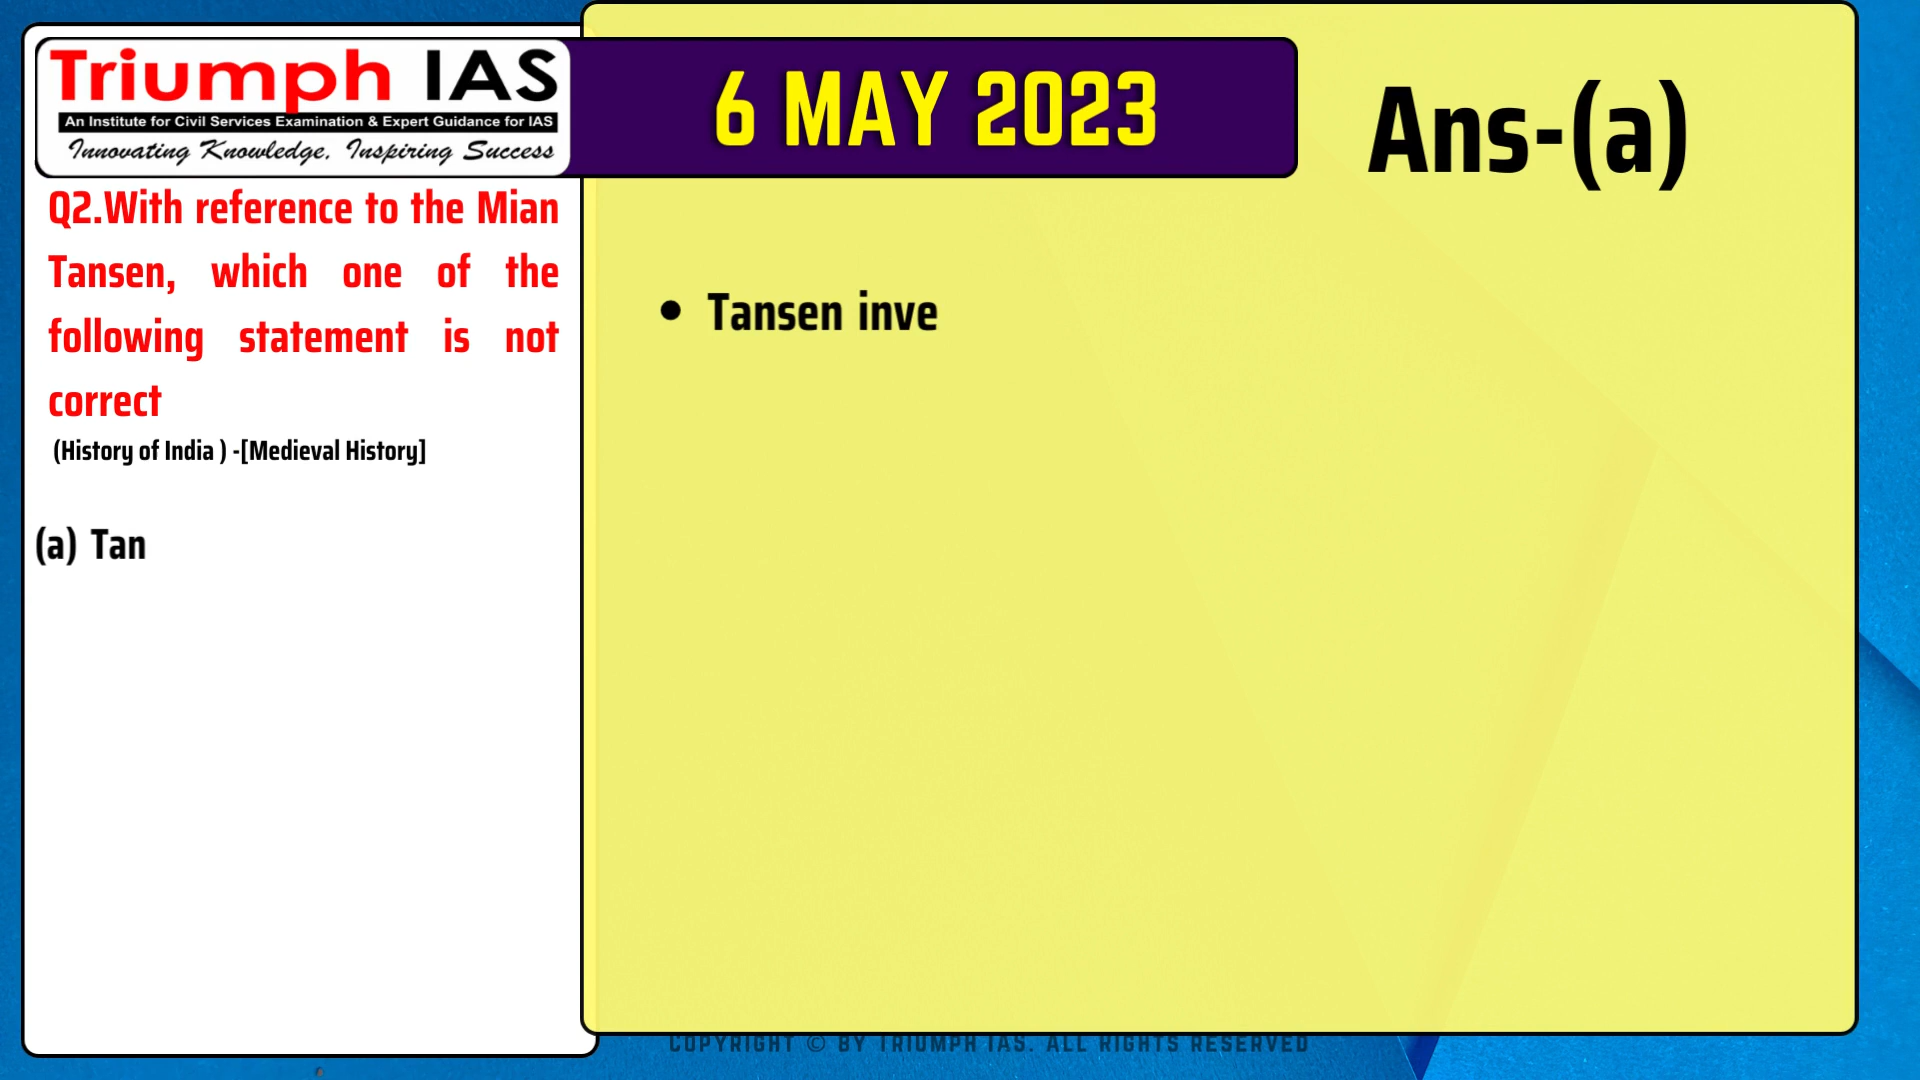 Triumph IAS
An Institute for Civil Services Examination & Expert Guidance for IAS
Innovating Knowledge, Inspiring Success
6 MAY 2023
Ans-(a)
Q2.With reference to the Mian
Tansen, which one of the
following statement is not
correct
(History of India ) -[Medieval History]
(a) Tan
• Tansen inve
COPYRIGHT © BY TRIUMPH IAS. ALL RIGHTS RESERVED